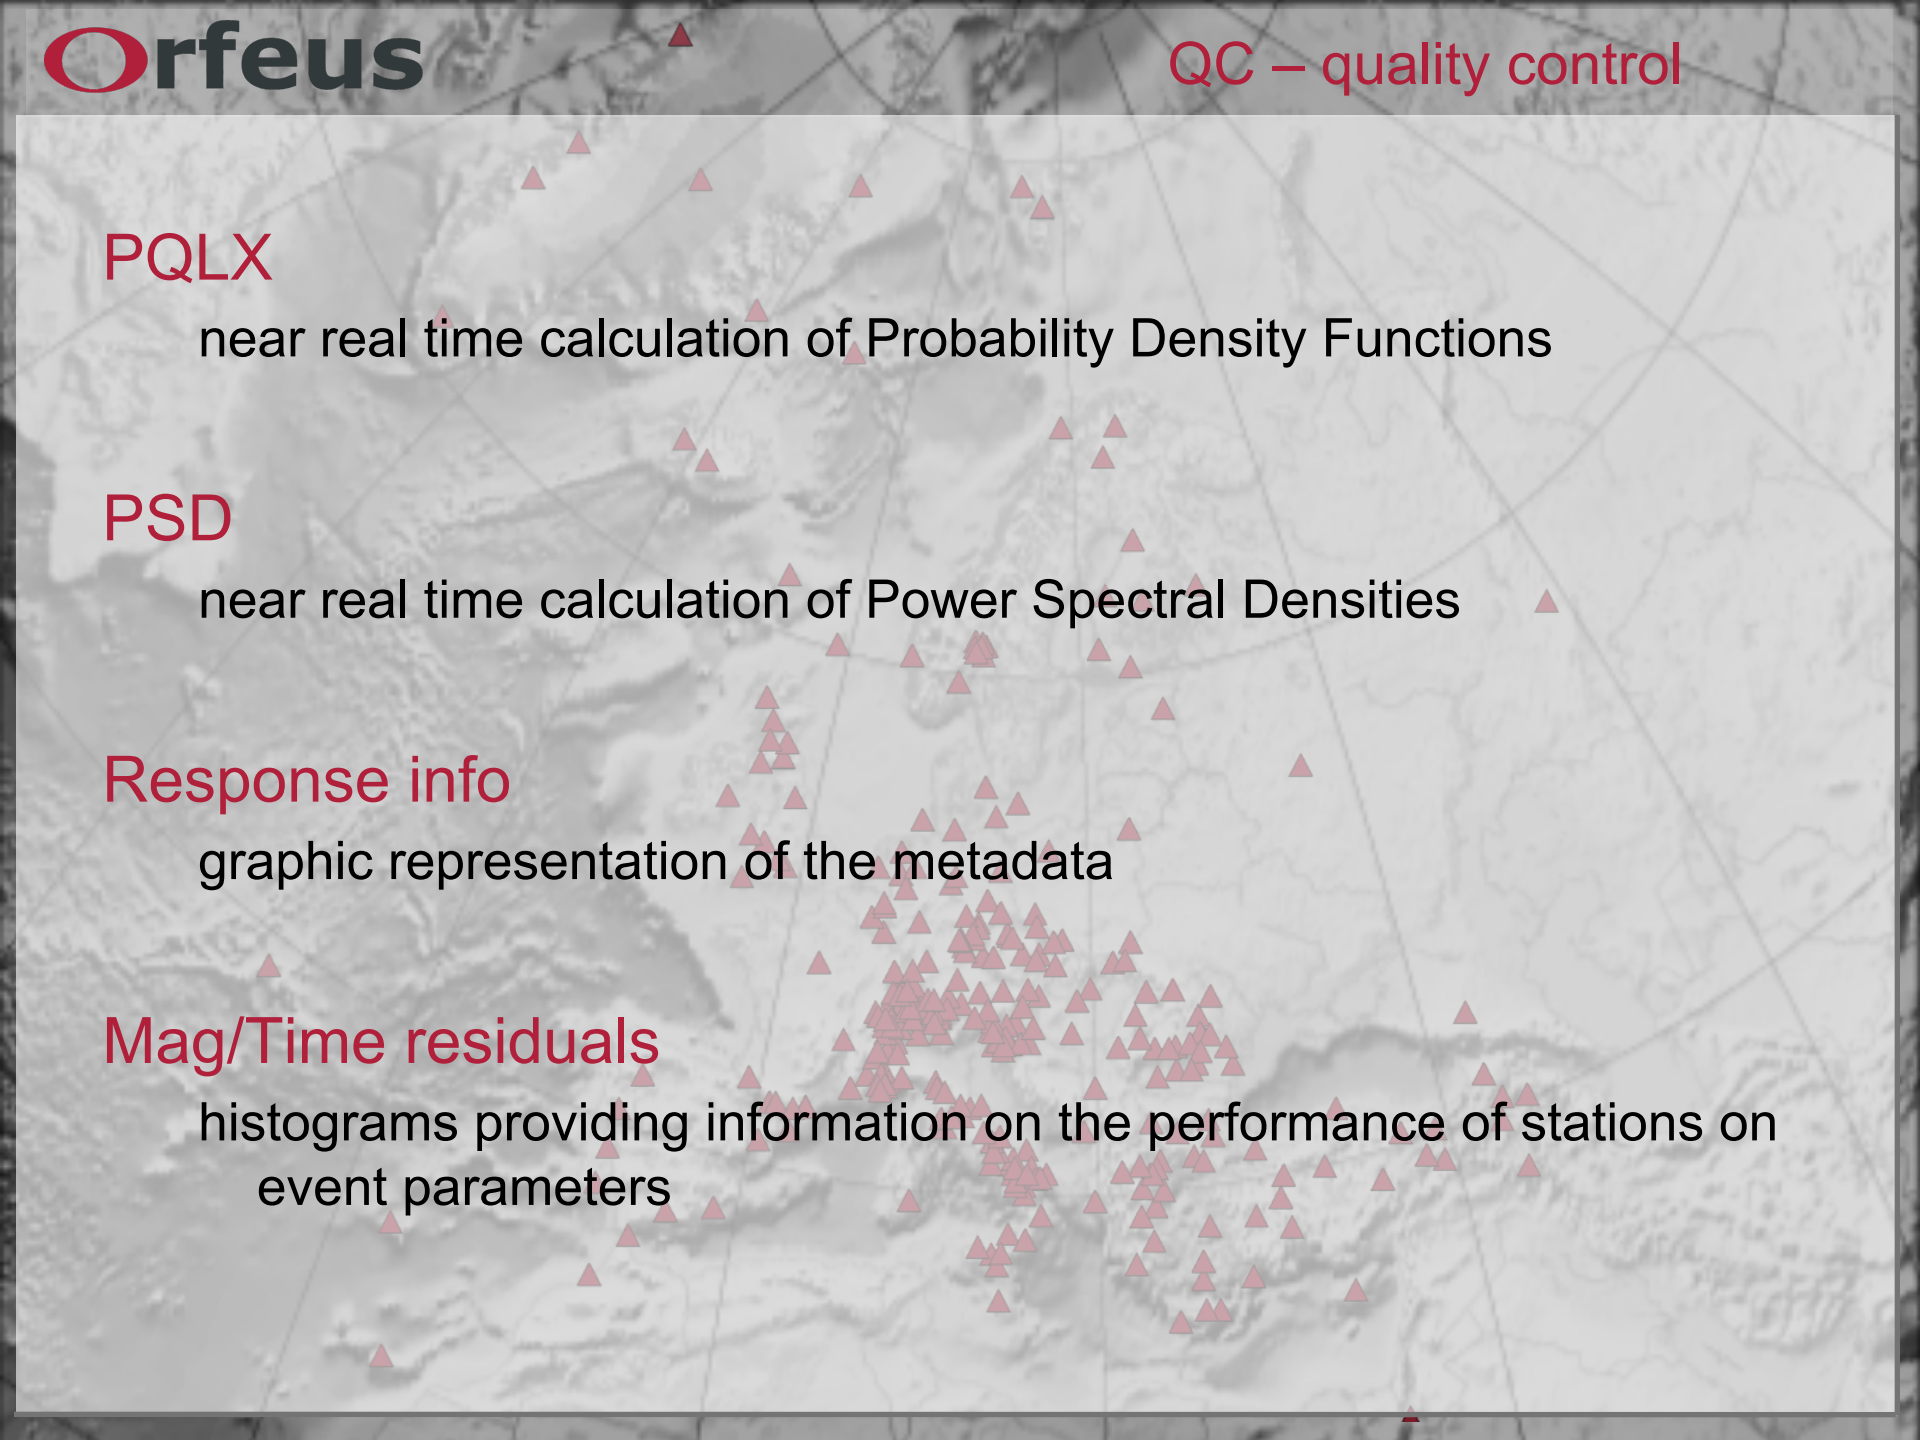 Orfeus
QC – quality control
PQLX
near real time calculation of Probability Density Functions
PSD
near real time calculation of Power Spectral Densities
Response info
graphic representation of the metadata
Mag/Time residuals
histograms providing information on the performance of stations on
event parameters